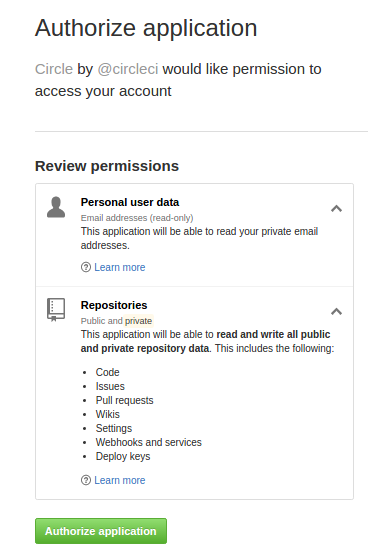 Authorize application
Circle by @circleci would like permission to
access your account
Review permissions
Personal user data
Email addresses (read-only)
This application will be able to read your private email
addresses.
Learn more
Repositories
Public and private
This application will be able to read and write all public
and private repository data. This includes the following:
Code
Issues
Pull requests
Wikis
Settings
Webhooks and services
Deploy keys
Learn more
Authorize application